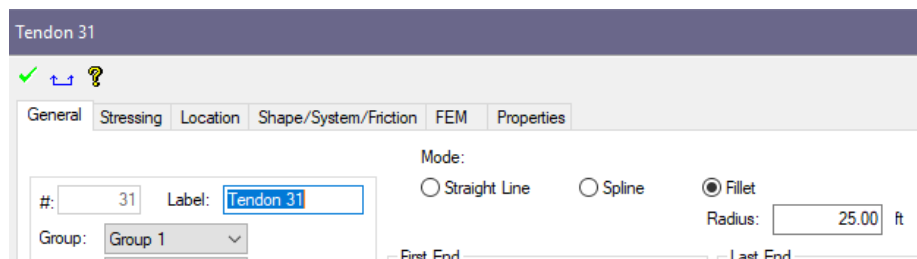 Tendon 31
General Stressing Location Shape/System/Friction FEM Properties
Mode:
Straight Line Spline Fillet
#: 31 Label: Tendon 31
Radius: 25.00 ft
Group: Group 1
First End Last End